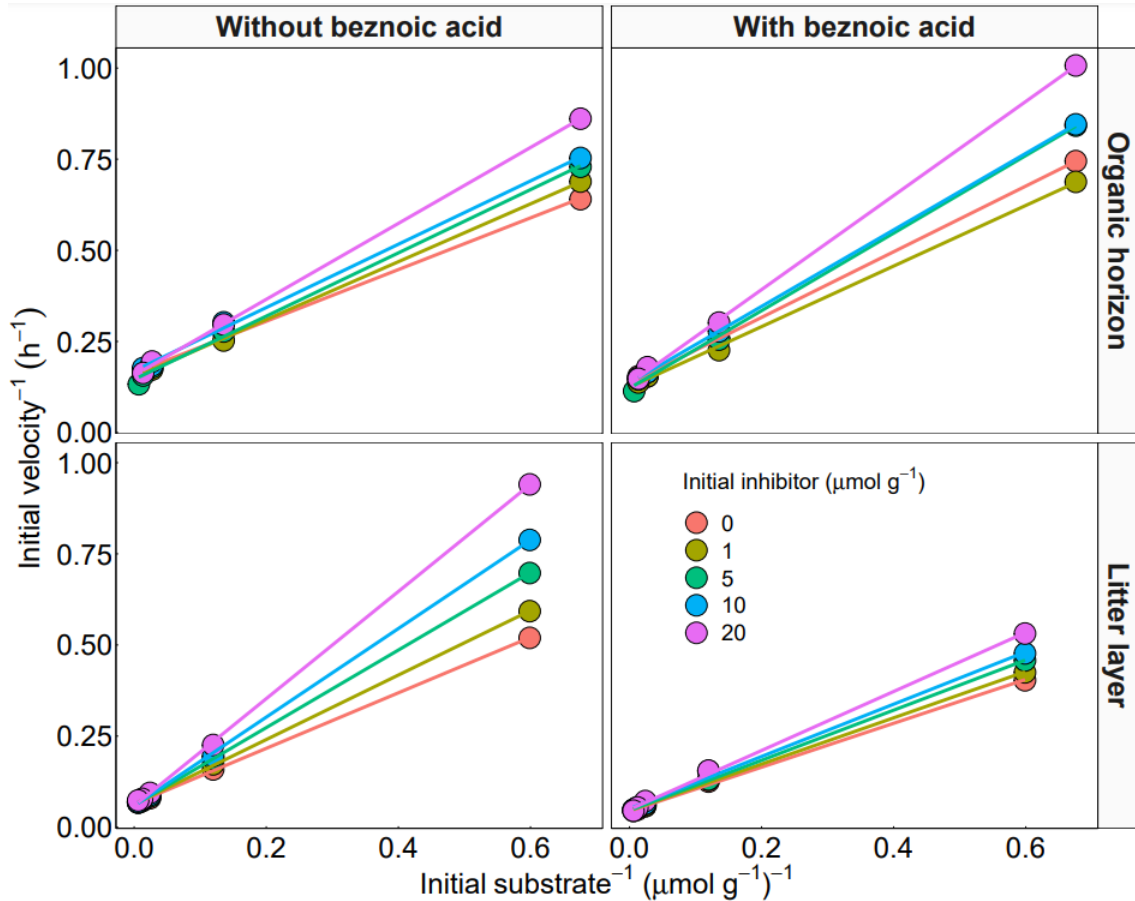 Without beznoic acid
With beznoic acid
1.00
0.75
0.50
0.25
0.00
Organic horizon
Initial velocity⁻¹ (h⁻¹)
1.00
0.75
0.50
0.25
0.00
Initial inhibitor (μmol g⁻¹)
0
1
5
10
20
Litter layer
0.0 0.2 0.4 0.6
0.0 0.2 0.4 0.6
Initial substrate⁻¹ (μmol g⁻¹)⁻¹